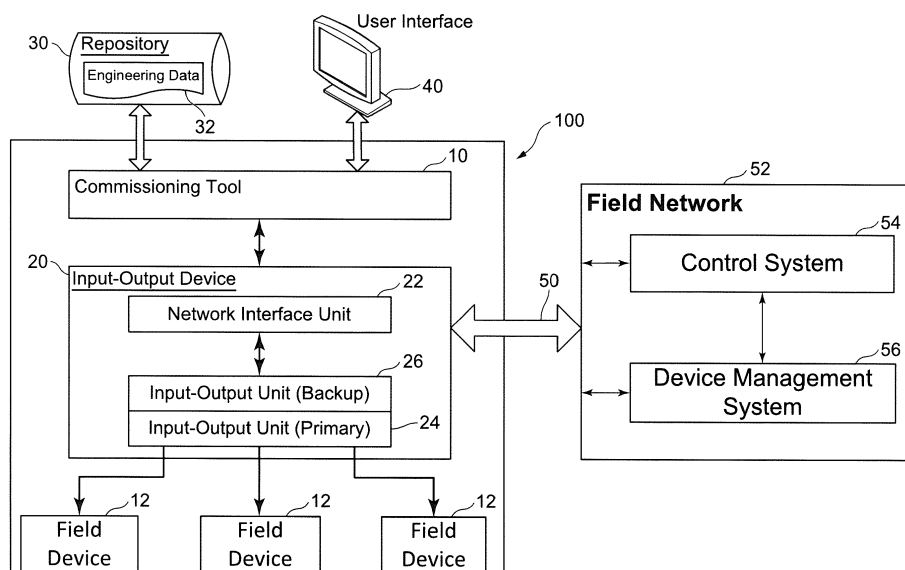 User Interface
30
Repository
Engineering Data
32
40
100
10
Commissioning Tool
52
Field Network
54
Control System
20
Input-Output Device
22
Network Interface Unit
50
26
Input-Output Unit (Backup)
Input-Output Unit (Primary)
24
56
Device Management
System
12
Field
Device
12
Field
Device
12
Field
Device